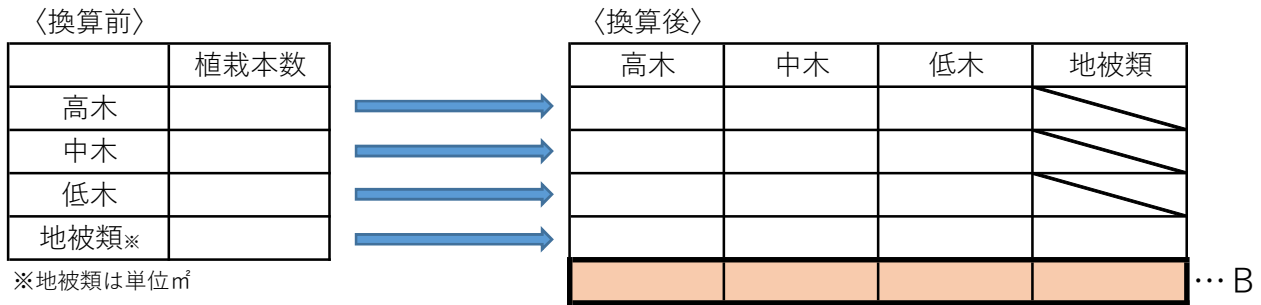 〈換算前〉
〈換算後〉
植栽本数
高木 中木 低木 地被類
高木
中木
低木
地被類※
※地被類は単位㎡
…B